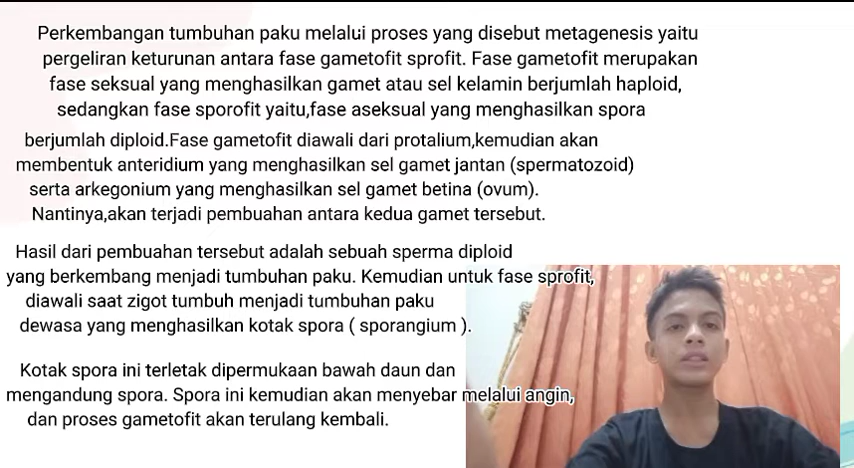 Perkembangan tumbuhan paku melalui proses yang disebut metagenesis yaitu
pergeliran keturunan antara fase gametofit sprofit. Fase gametofit merupakan
fase seksual yang menghasilkan gamet atau sel kelamin berjumlah haploid,
sedangkan fase sporofit yaitu,fase aseksual yang menghasilkan spora
berjumlah diploid.Fase gametofit diawali dari protalium,kemudian akan
membentuk anteridium yang menghasilkan sel gamet jantan (spermatozoid)
serta arkegonium yang menghasilkan sel gamet betina (ovum).
Nantinya,akan terjadi pembuahan antara kedua gamet tersebut.
Hasil dari pembuahan tersebut adalah sebuah sperma diploid
yang berkembang menjadi tumbuhan paku. Kemudian untuk fase sprofit,
diawali saat zigot tumbuh menjadi tumbuhan paku
dewasa yang menghasilkan kotak spora ( sporangium ).
Kotak spora ini terletak dipermukaan bawah daun dan
mengandung spora. Spora ini kemudian akan menyebar melalui angin,
dan proses gametofit akan terulang kembali.